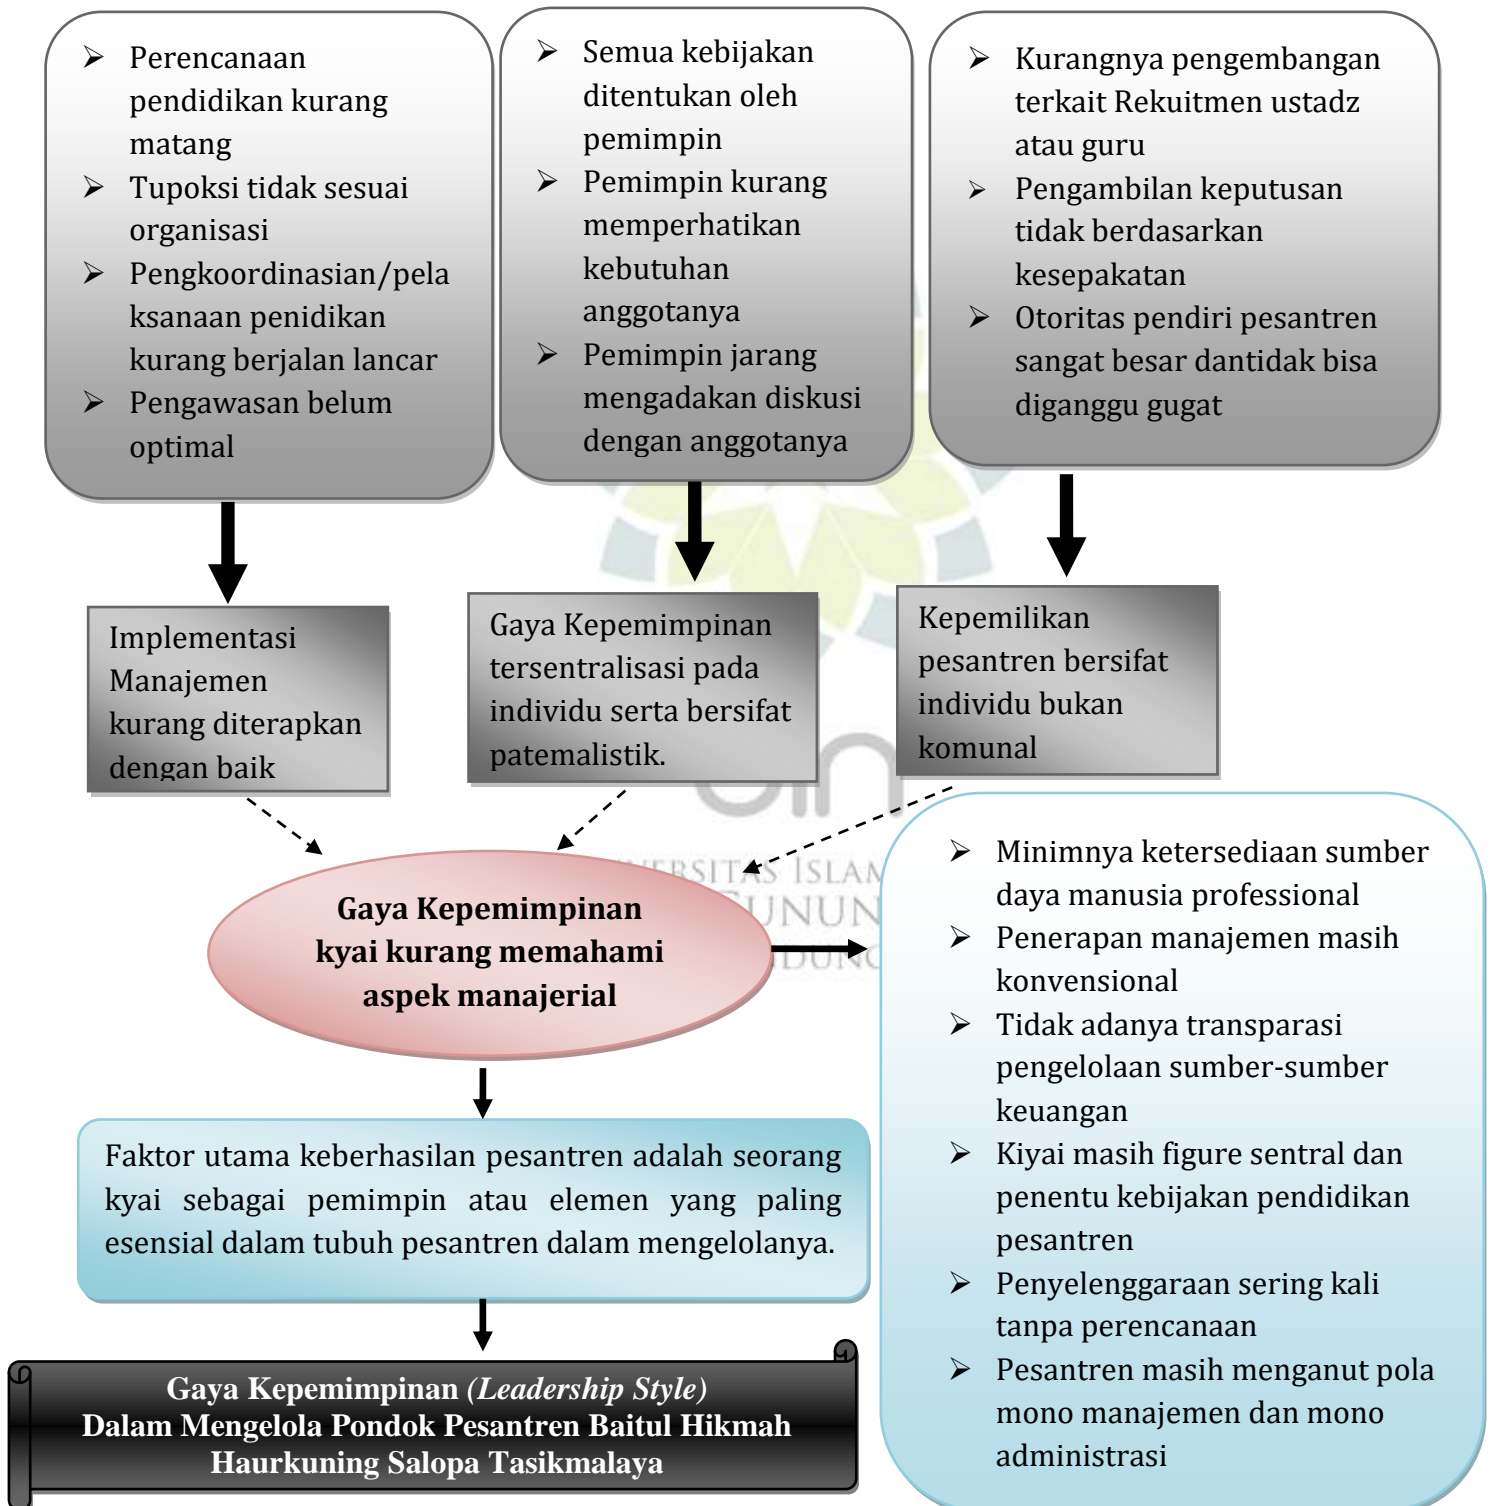 ➢ Perencanaan
pendidikan kurang
matang
➢ Tupoksi tidak sesuai
organisasi
➢ Pengkoordinasian/pela
ksanaan penidikan
kurang berjalan lancar
➢ Pengawasan belum
optimal
➢ Semua kebijakan
ditentukan oleh
pemimpin
➢ Pemimpin kurang
memperhatikan
kebutuhan
anggotanya
➢ Pemimpin jarang
mengadakan diskusi
dengan anggotanya
➢ Kurangnya pengembangan
terkait Rekuitmen ustadz
atau guru
➢ Pengambilan keputusan
tidak berdasarkan
kesepakatan
➢ Otoritas pendiri pesantren
sangat besar dantidak bisa
diganggu gugat
Implementasi
Manajemen
kurang diterapkan
dengan baik
Gaya Kepemimpinan
tersentralisasi pada
individu serta bersifat
patemalistik.
Kepemilikan
pesantren bersifat
individu bukan
komunal
Gaya Kepemimpinan
kyai kurang memahami
aspek manajerial
➢ Minimnya ketersediaan sumber
daya manusia professional
➢ Penerapan manajemen masih
konvensional
➢ Tidak adanya transparasi
pengelolaan sumber-sumber
keuangan
➢ Kiyai masih figure sentral dan
penentu kebijakan pendidikan
pesantren
➢ Penyelenggaraan sering kali
tanpa perencanaan
➢ Pesantren masih menganut pola
mono manajemen dan mono
administrasi
Faktor utama keberhasilan pesantren adalah seorang
kyai sebagai pemimpin atau elemen yang paling
esensial dalam tubuh pesantren dalam mengelolanya.
Gaya Kepemimpinan (Leadership Style)
Dalam Mengelola Pondok Pesantren Baitul Hikmah
Haurkuning Salopa Tasikmalaya